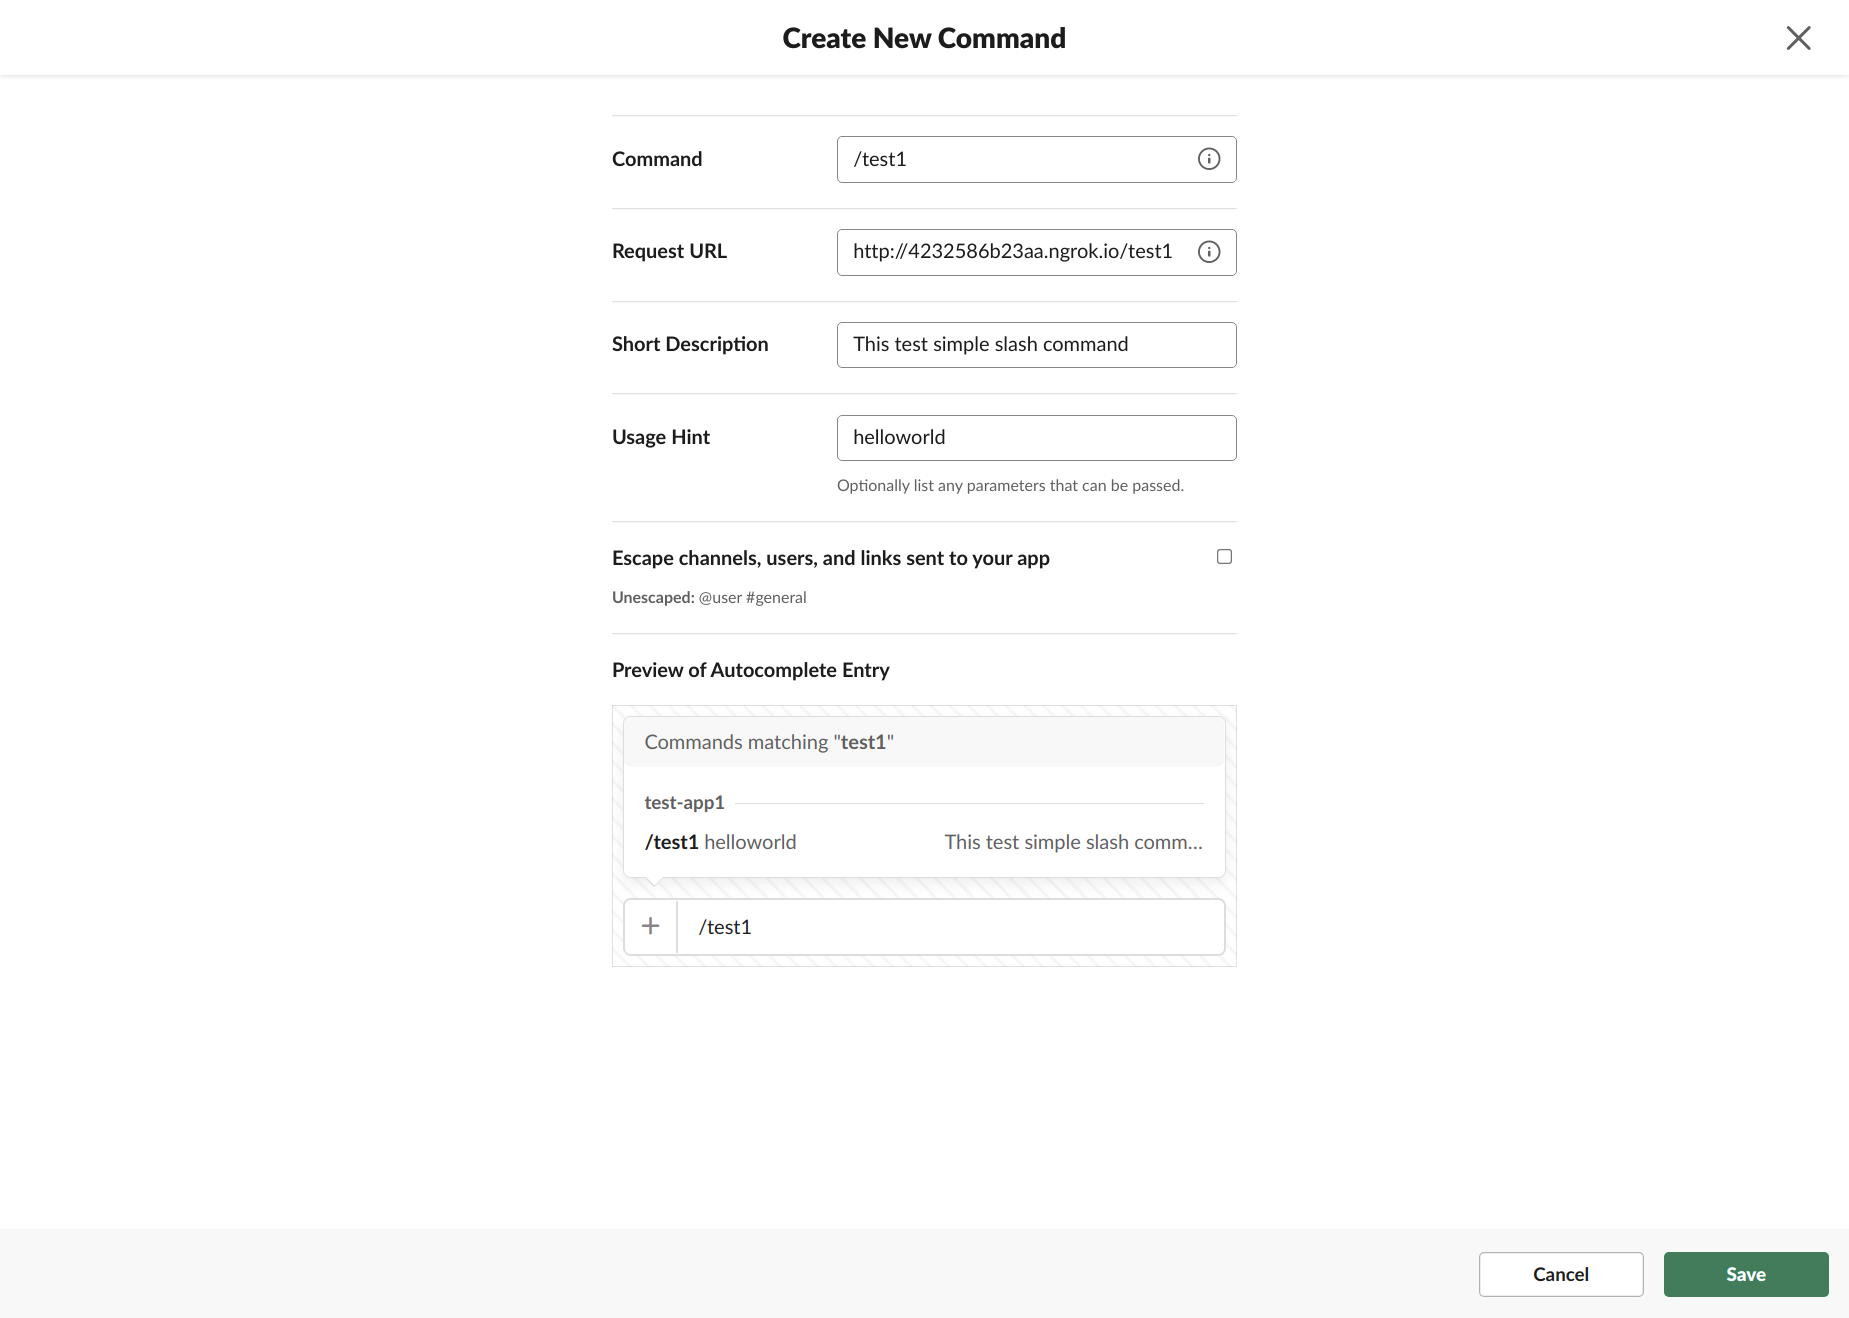 Create New Command
Command
/test1
Request URL
http://4232586b23aa.ngrok.io/test1
Short Description
This test simple slash command
Usage Hint
helloworld
Optionally list any parameters that can be passed.
Escape channels, users, and links sent to your app
Unescaped: @user #general
Preview of Autocomplete Entry
Commands matching "test1"
test-app1
/test1 helloworld This test simple slash comm...
/test1
Cancel
Save